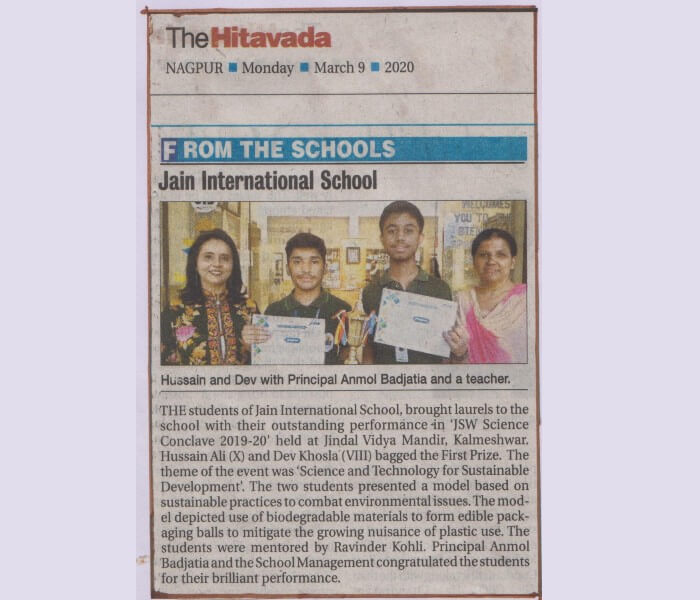 The Hitavada
NAGPUR ■ Monday ■ March 9 ■ 2020
FROM THE SCHOOLS
Jain International School
WELCOMES
YOU TO
Hussain and Dev with Principal Anmol Badjatia and a teacher.
THE students of Jain International School, brought laurels to the
school with their outstanding performance in 'JSW Science
Conclave 2019-20' held at Jindal Vidya Mandir, Kalmeshwar.
Hussain Ali (X) and Dev Khosla (VIII) bagged the First Prize. The
theme of the event was 'Science and Technology for Sustainable
Development'. The two students presented a model based on
sustainable practices to combat environmental issues. The mod-
el depicted use of biodegradable materials to form edible pack-
aging balls to mitigate the growing nuisance of plastic use. The
students were mentored by Ravinder Kohli. Principal Anmol
Badjatia and the School Management congratulated the students
for their brilliant performance.